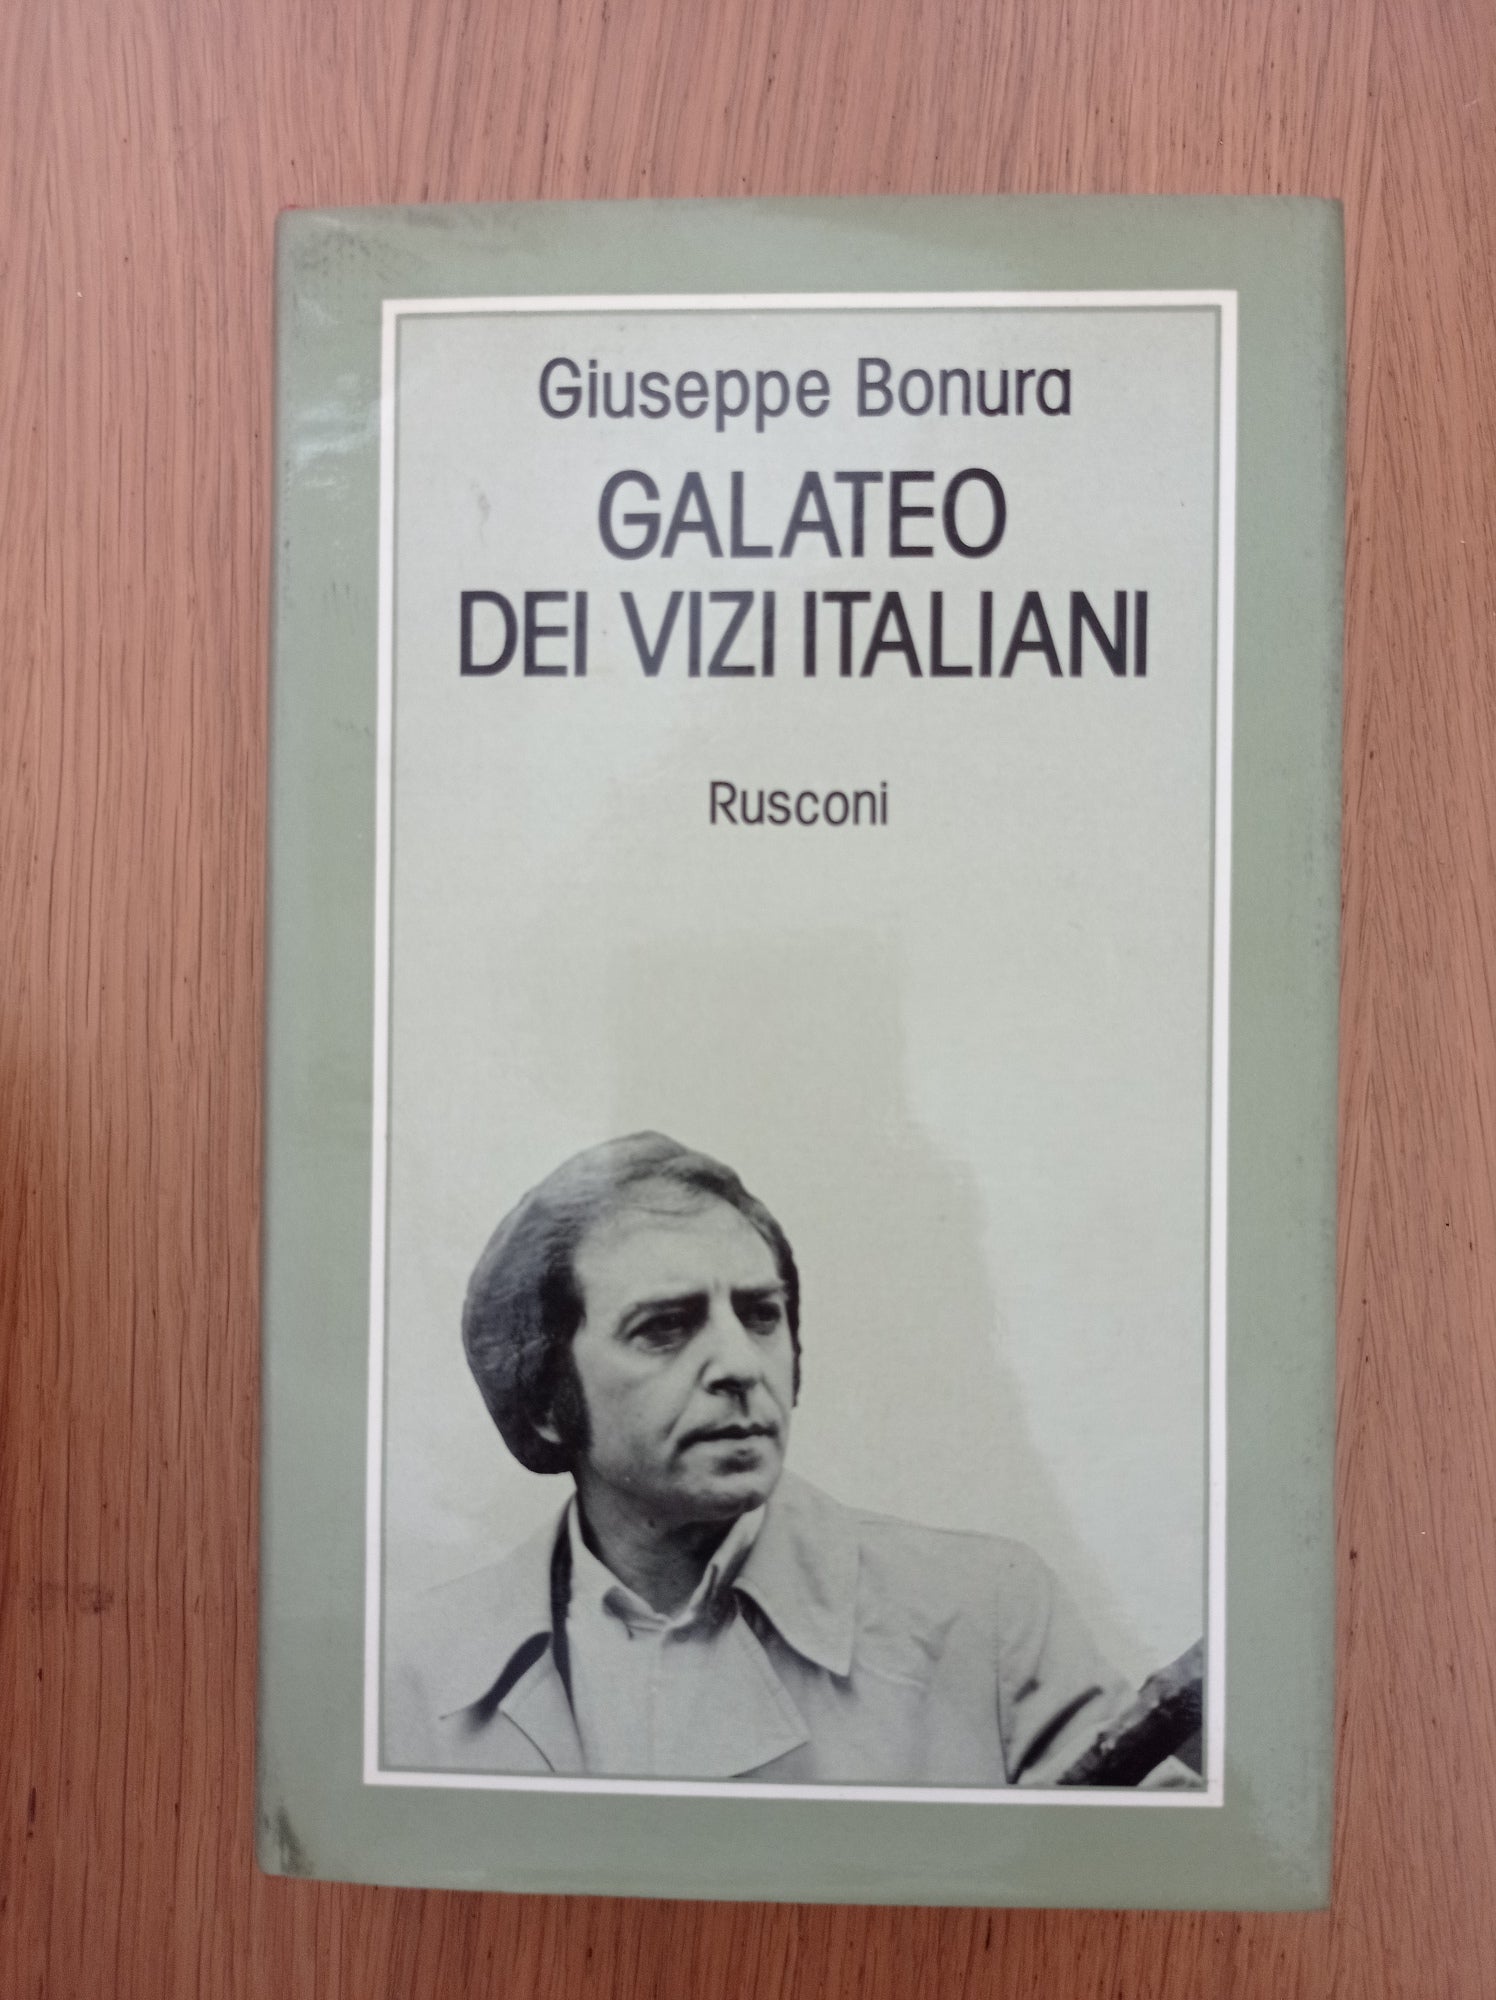 Giuseppe Bonura
GALATEO
DEI VIZI ITALIANI
Rusconi